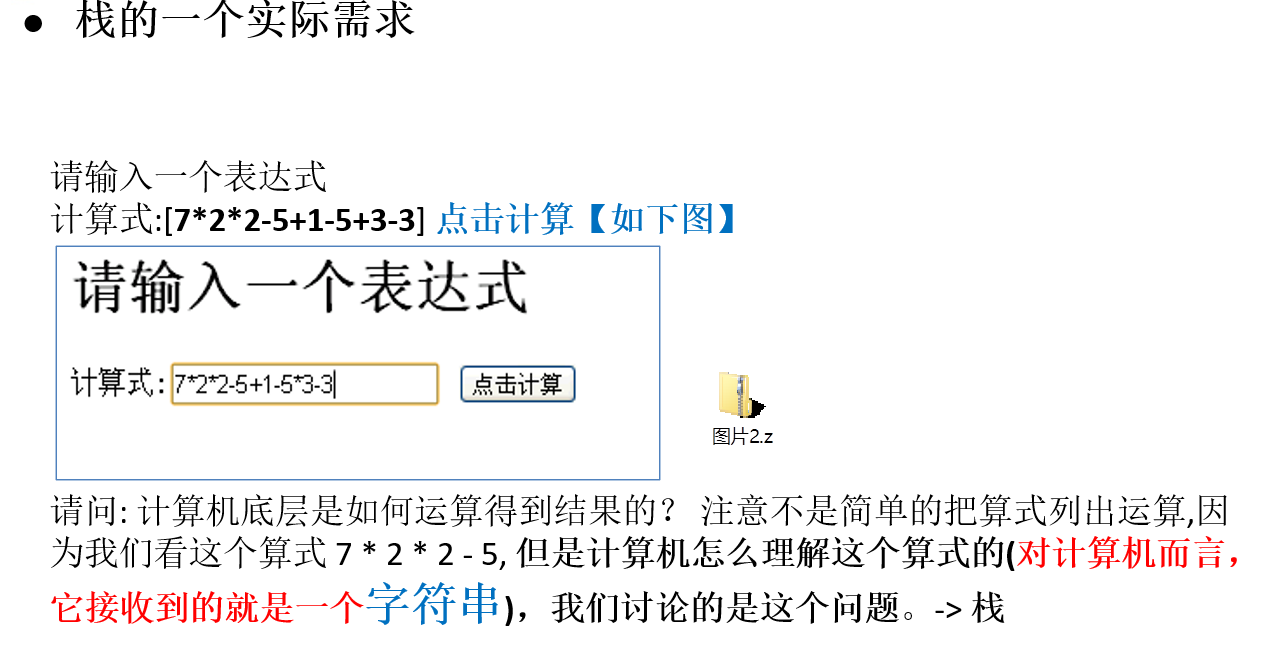 ● 栈的一个实际需求
请输入一个表达式
计算式:[7*2*2-5+1-5+3-3] 点击计算【如下图】
请输入一个表达式
计算式: 7*2*2-5+1-5*3-3 点击计算
图片2.z
请问: 计算机底层是如何运算得到结果的？ 注意不是简单的把算式列出运算,因
为我们看这个算式 7 * 2 * 2 - 5, 但是计算机怎么理解这个算式的(对计算机而言，
它接收到的就是一个字符串)，我们讨论的是这个问题。-> 栈